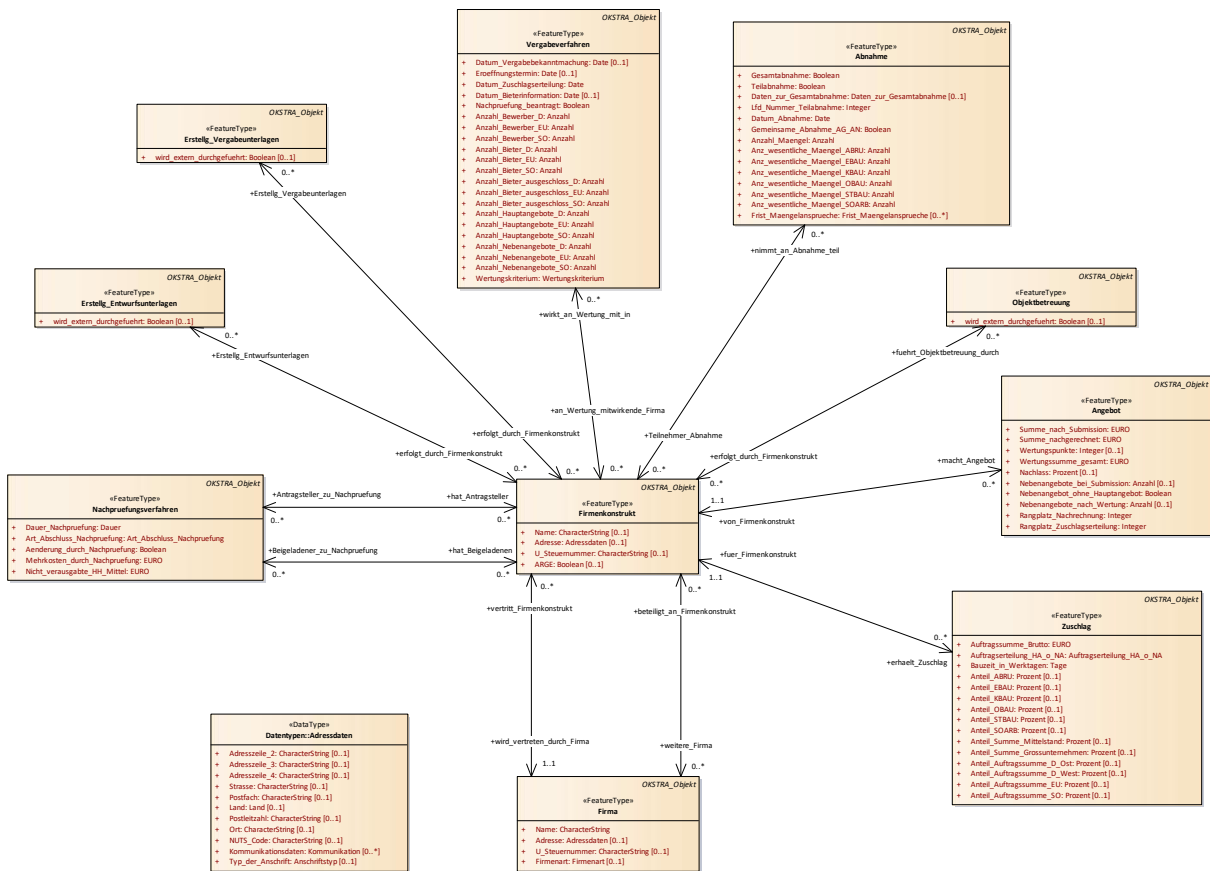 OKSTRA_Objekt
«FeatureType»
Vergabeverfahren
+ Datum_Vergabebekanntmachung: Date [0..1]
+ Eroeffnungstermin: Date [0..1]
+ Datum_Zuschlagserteilung: Date
+ Datum_Bieterinformation: Date [0..1]
+ Nachpruefung_beantragt: Boolean
+ Anzahl_Bewerber_D: Anzahl
+ Anzahl_Bewerber_EU: Anzahl
+ Anzahl_Bewerber_SO: Anzahl
+ Anzahl_Bieter_D: Anzahl
+ Anzahl_Bieter_EU: Anzahl
+ Anzahl_Bieter_SO: Anzahl
+ Anzahl_Bieter_ausgeschloss_D: Anzahl
+ Anzahl_Bieter_ausgeschloss_EU: Anzahl
+ Anzahl_Bieter_ausgeschloss_SO: Anzahl
+ Anzahl_Hauptangebote_D: Anzahl
+ Anzahl_Hauptangebote_EU: Anzahl
+ Anzahl_Hauptangebote_SO: Anzahl
+ Anzahl_Nebenangebote_D: Anzahl
+ Anzahl_Nebenangebote_EU: Anzahl
+ Anzahl_Nebenangebote_SO: Anzahl
+ Wertungskriterium: Wertungskriterium
OKSTRA_Objekt
«FeatureType»
Abnahme
+ Gesamtabnahme: Boolean
+ Teilabnahme: Boolean
+ Daten_zur_Gesamtabnahme: Daten_zur_Gesamtabnahme [0..1]
+ Lfd_Nummer_Teilabnahme: Integer
+ Datum_Abnahme: Date
+ Gemeinsame_Abnahme_AG_AN: Boolean
+ Anzahl_Maengel: Anzahl
+ Anz_wesentliche_Maengel_ABRU: Anzahl
+ Anz_wesentliche_Maengel_EBAU: Anzahl
+ Anz_wesentliche_Maengel_KBAU: Anzahl
+ Anz_wesentliche_Maengel_OBAU: Anzahl
+ Anz_wesentliche_Maengel_STBAU: Anzahl
+ Anz_wesentliche_Maengel_SOARB: Anzahl
+ Frist_Maengelansprueche: Frist_Maengelansprueche [0..*]
OKSTRA_Objekt
«FeatureType»
Erstellg_Vergabeunterlagen
+ wird_extern_durchgefuehrt: Boolean [0..1]
0..*
+Erstellg_Vergabeunterlagen
0..*
+nimmt_an_Abnahme_teil
OKSTRA_Objekt
«FeatureType»
Erstellg_Entwurfsunterlagen
+ wird_extern_durchgefuehrt: Boolean [0..1]
0..*
+Erstellg_Entwurfsunterlagen
0..*
+wirkt_an_Wertung_mit_in
OKSTRA_Objekt
«FeatureType»
Objektbetreuung
+ wird_extern_durchgefuehrt: Boolean [0..1]
0..*
+fuehrt_Objektbetreuung_durch
OKSTRA_Objekt
«FeatureType»
Angebot
+ Summe_nach_Submission: EURO
+ Summe_nachgerechnet: EURO
+ Wertungspunkte: Integer [0..1]
+ Wertungssumme_gesamt: EURO
+ Nachlass: Prozent [0..1]
+ Nebenangebote_bei_Submission: Anzahl [0..1]
+ Nebenangebot_ohne_Hauptangebot: Boolean
+ Nebenangebote_nach_Wertung: Anzahl [0..1]
+ Rangplatz_Nachrechnung: Integer
+ Rangplatz_Zuschlagserteilung: Integer
+an_Wertung_mitwirkende_Firma
0..*
+erfolgt_durch_Firmenkonstrukt
0..*
+Teilnehmer_Abnahme
0..*
+erfolgt_durch_Firmenkonstrukt
0..*
+erfolgt_durch_Firmenkonstrukt
0..*
+macht_Angebot
0..*
1..1
+von_Firmenkonstrukt
OKSTRA_Objekt
«FeatureType»
Nachpruefungsverfahren
+ Dauer_Nachpruefung: Dauer
+ Art_Abschluss_Nachpruefung: Art_Abschluss_Nachpruefung
+ Aenderung_durch_Nachpruefung: Boolean
+ Mehrkosten_durch_Nachpruefung: EURO
+ Nicht_verausgabte_HH_Mittel: EURO
+Antragsteller_zu_Nachpruefung
0..*
+hat_Antragsteller
0..*
+Beigeladener_zu_Nachpruefung
0..*
+hat_Beigeladenen
0..*
OKSTRA_Objekt
«FeatureType»
Firmenkonstrukt
+ Name: CharacterString [0..1]
+ Adresse: Adressdaten [0..1]
+ U_Steuernummer: CharacterString [0..1]
+ ARGE: Boolean [0..1]
+fuer_Firmenkonstrukt
1..1
0..*
+erhaelt_Zuschlag
0..*
+vertritt_Firmenkonstrukt
0..*
+beteiligt_an_Firmenkonstrukt
OKSTRA_Objekt
«FeatureType»
Zuschlag
+ Auftragssumme_Brutto: EURO
+ Auftragserteilung_HA_o_NA: Auftragserteilung_HA_o_NA
+ Bauzeit_in_Werktagen: Tage
+ Anteil_ABRU: Prozent [0..1]
+ Anteil_EBAU: Prozent [0..1]
+ Anteil_KBAU: Prozent [0..1]
+ Anteil_OBAU: Prozent [0..1]
+ Anteil_STBAU: Prozent [0..1]
+ Anteil_SOARB: Prozent [0..1]
+ Anteil_Summe_Mittelstand: Prozent [0..1]
+ Anteil_Summe_Grossunternehmen: Prozent [0..1]
+ Anteil_Auftragssumme_D_Ost: Prozent [0..1]
+ Anteil_Auftragssumme_D_West: Prozent [0..1]
+ Anteil_Auftragssumme_EU: Prozent [0..1]
+ Anteil_Auftragssumme_SO: Prozent [0..1]
«DataType»
Datentypen::Adressdaten
+ Adresszeile_2: CharacterString [0..1]
+ Adresszeile_3: CharacterString [0..1]
+ Adresszeile_4: CharacterString [0..1]
+ Strasse: CharacterString [0..1]
+ Postfach: CharacterString [0..1]
+ Land: Land [0..1]
+ Postleitzahl: CharacterString [0..1]
+ Ort: CharacterString [0..1]
+ NUTS_Code: CharacterString [0..1]
+ Kommunikationsdaten: Kommunikation [0..*]
+ Typ_der_Anschrift: Anschriftstyp [0..1]
+wird_vertreten_durch_Firma
1..1
+weitere_Firma
0..*
OKSTRA_Objekt
«FeatureType»
Firma
+ Name: CharacterString
+ Adresse: Adressdaten [0..1]
+ U_Steuernummer: CharacterString [0..1]
+ Firmenart: Firmenart [0..1]